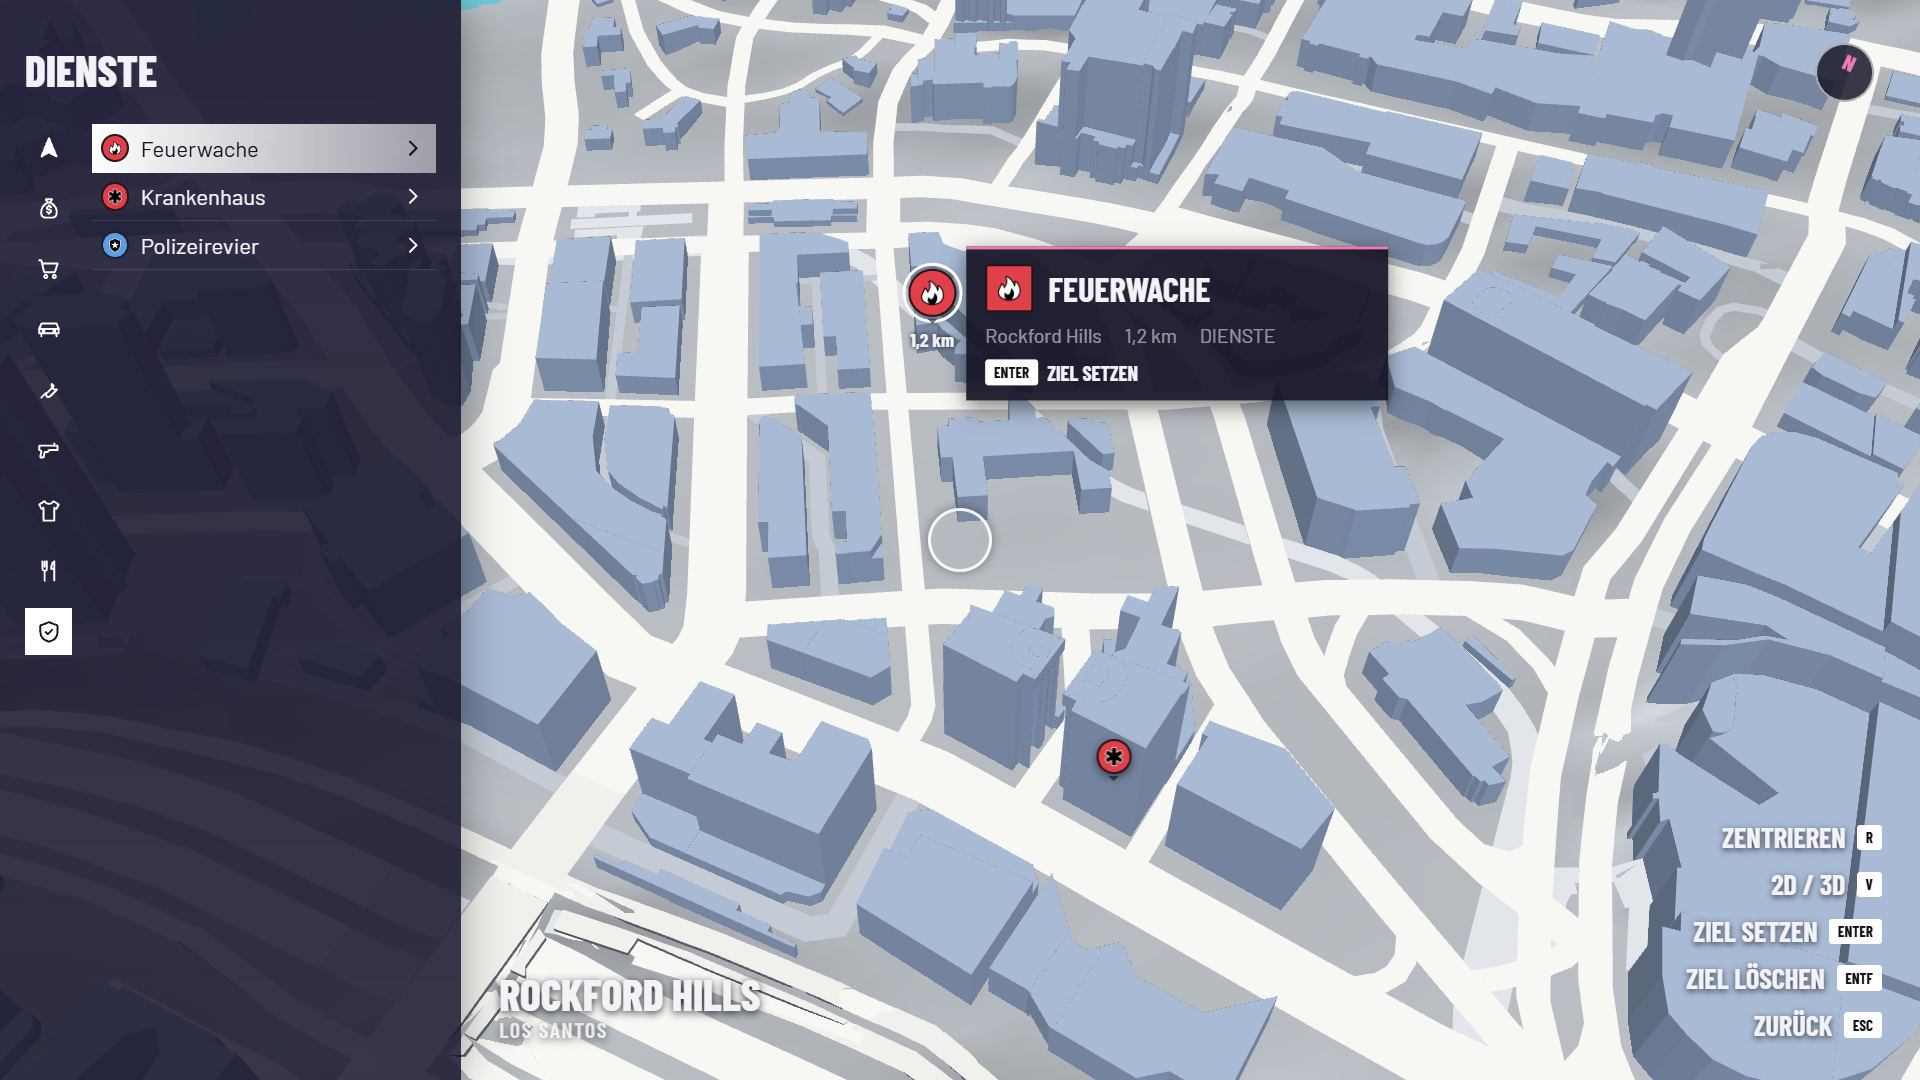 DIENSTE
Feuerwache
Krankenhaus
Polizeirevier
N
FEUERWACHE
Rockford Hills 1,2 km DIENSTE
ENTER ZIEL SETZEN
1,2 km
ZENTRIEREN R
2D / 3D V
ZIEL SETZEN ENTER
ZIEL LÖSCHEN ENTF
ZURÜCK ESC
ROCKFORD HILLS
LOS SANTOS